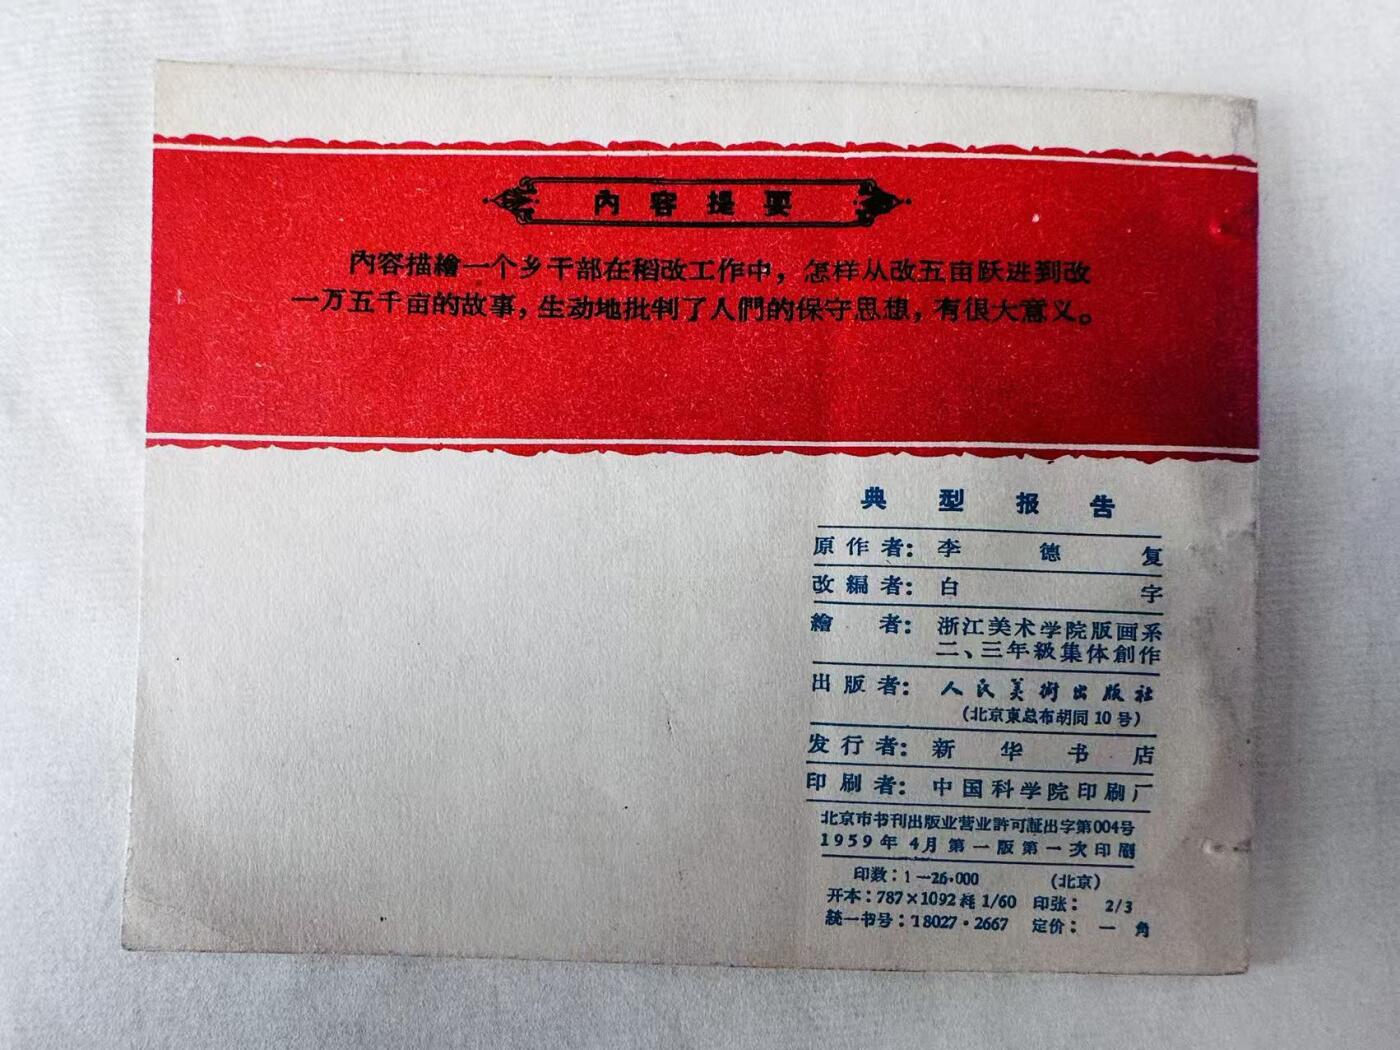 內容提要
內容描繪一个乡干部在稻改工作中，怎样从改五亩跃进到改
一万五千亩的故事，生动地批判了人們的保守思想，有很大意义。
典型报告
原作者：李德复
改編者：白字
繪者：浙江美术学院版画系
二、三年級集体創作
出版者：人民美術出版社
（北京東总布胡同10号）
发行者：新华书店
印刷者：中国科学院印刷厂
北京市书刊出版业营业許可証出字第004号
1959年4月第一版第一次印刷
印数：1—26·000 （北京）
开本：787×1092耗1/60 印张：2/3
統一书号：T8027·2667 定价：一角